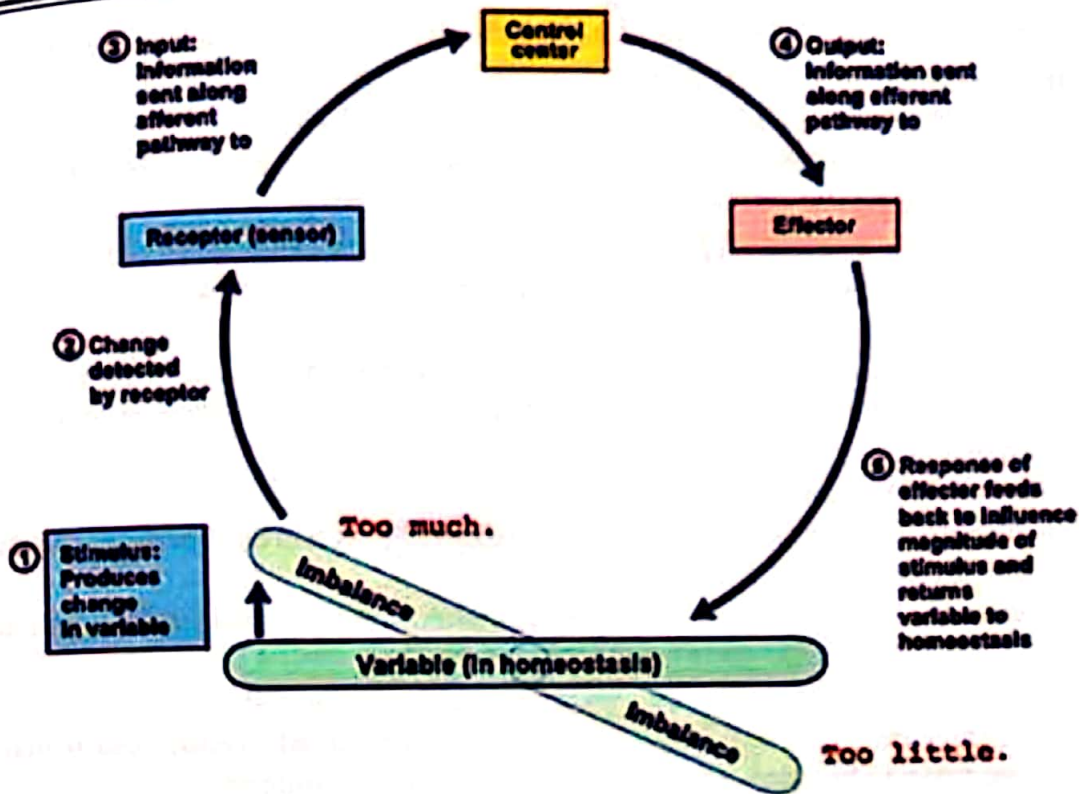 ③ Input:
Information
sent along
afferent
pathway to
Control
center
④ Output:
Information sent
along efferent
pathway to
Receptor (sensor)
Effector
② Change
detected
by receptor
⑤ Response of
effector feeds
back to influence
magnitude of
stimulus and
returns
variable to
homeostasis
① Stimulus:
Produces
change
in variable
Too much.
Imbalance
Variable (in homeostasis)
Imbalance
Too little.